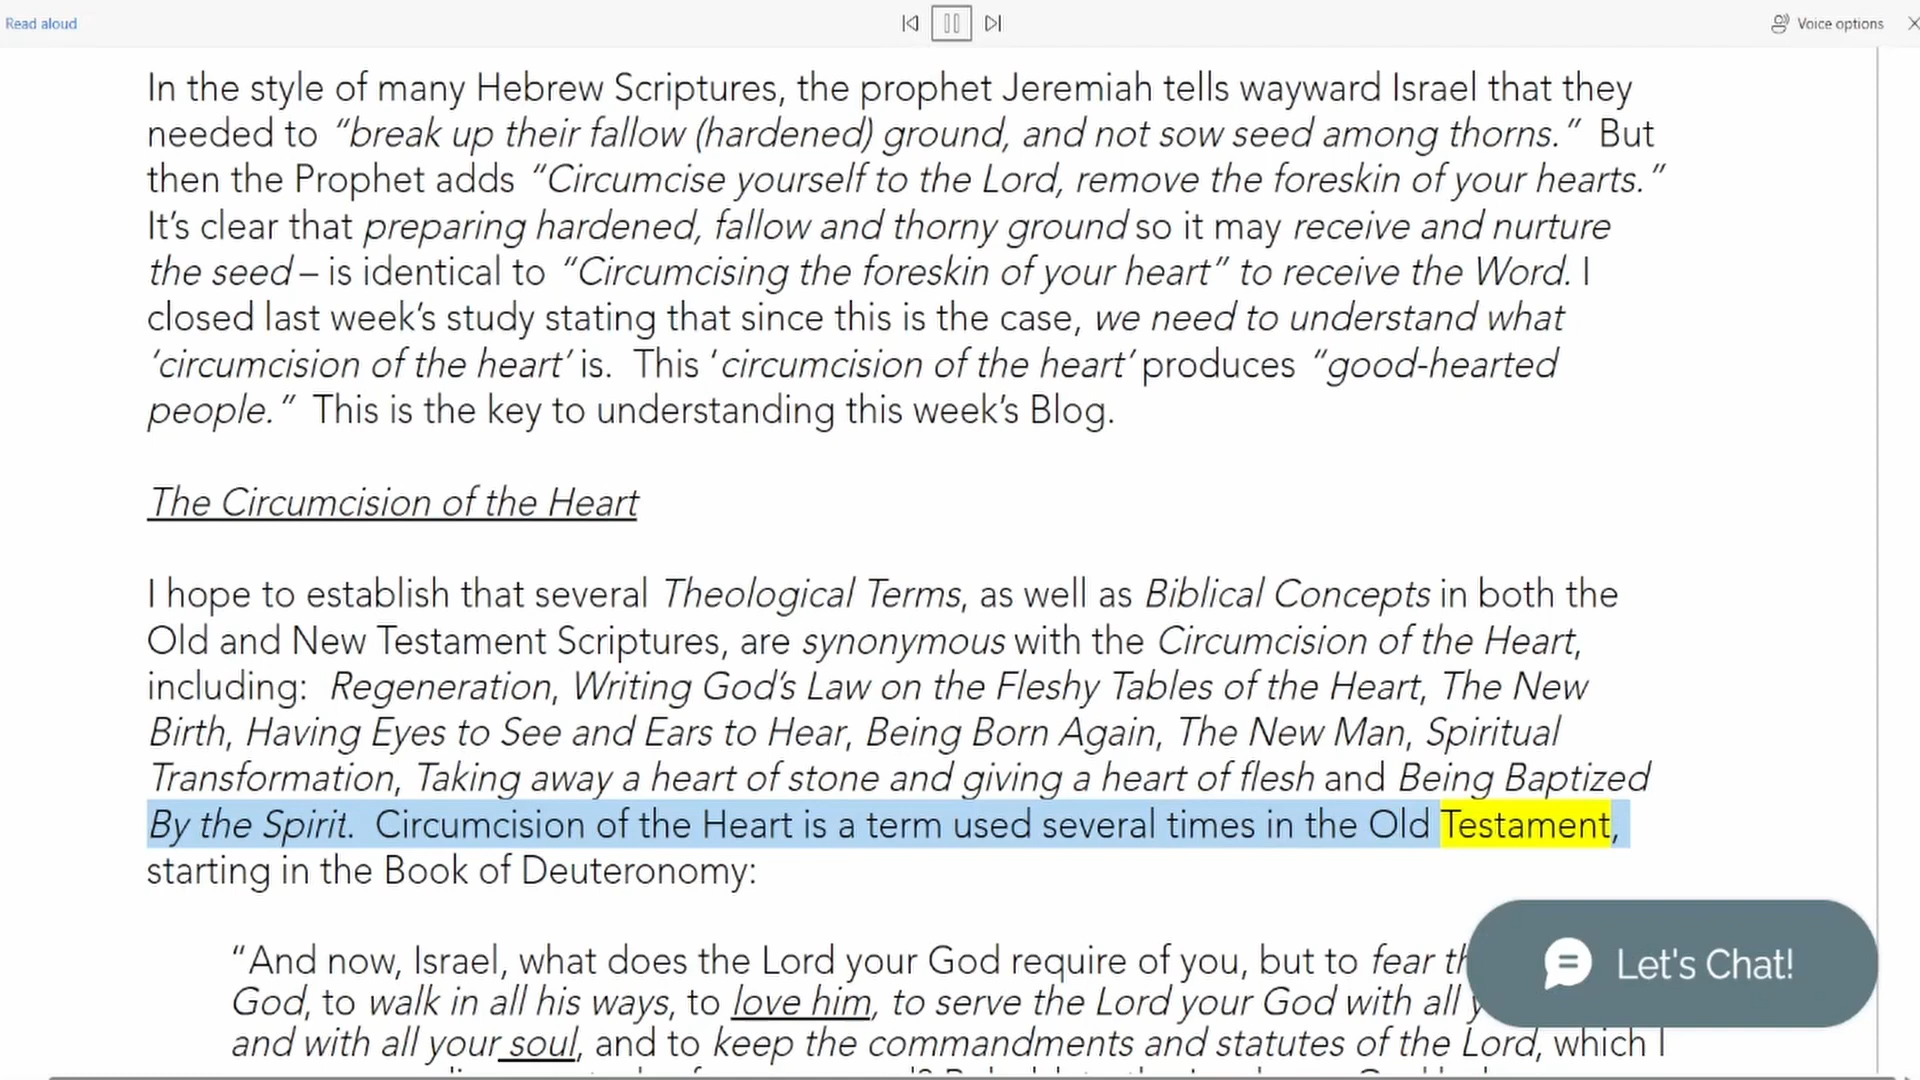 Read aloud
Voice options
In the style of many Hebrew Scriptures, the prophet Jeremiah tells wayward Israel that they
needed to “break up their fallow (hardened) ground, and not sow seed among thorns.” But
then the Prophet adds “Circumcise yourself to the Lord, remove the foreskin of your hearts.”
It’s clear that preparing hardened, fallow and thorny ground so it may receive and nurture
the seed – is identical to “Circumcising the foreskin of your heart” to receive the Word. I
closed last week’s study stating that since this is the case, we need to understand what
‘circumcision of the heart’ is. This ‘circumcision of the heart’ produces “good-hearted
people.” This is the key to understanding this week’s Blog.
The Circumcision of the Heart
I hope to establish that several Theological Terms, as well as Biblical Concepts in both the
Old and New Testament Scriptures, are synonymous with the Circumcision of the Heart,
including: Regeneration, Writing God’s Law on the Fleshy Tables of the Heart, The New
Birth, Having Eyes to See and Ears to Hear, Being Born Again, The New Man, Spiritual
Transformation, Taking away a heart of stone and giving a heart of flesh and Being Baptized
By the Spirit. Circumcision of the Heart is a term used several times in the Old Testament,
starting in the Book of Deuteronomy:
“And now, Israel, what does the Lord your God require of you, but to fear
God, to walk in all his ways, to love him, to serve the Lord your God with all
and with all your soul, and to keep the commandments and statutes of the Lord, which I
Let's Chat!